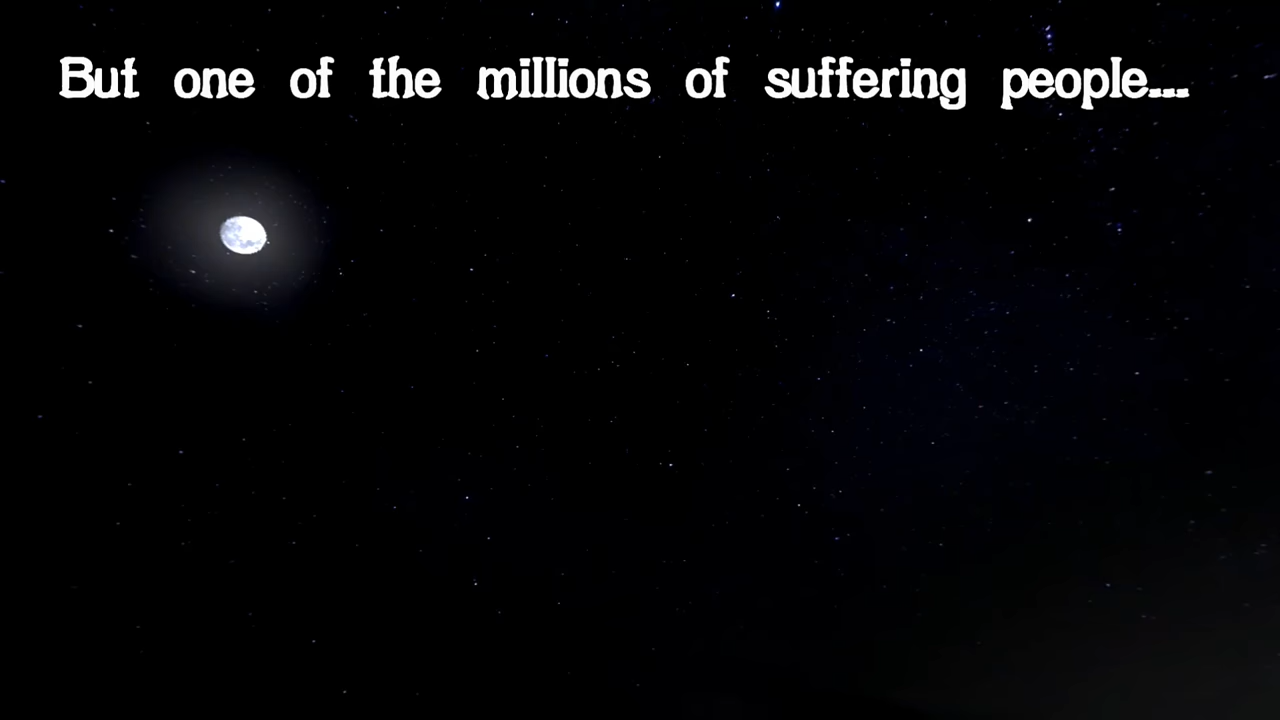 But one of the millions of suffering people...